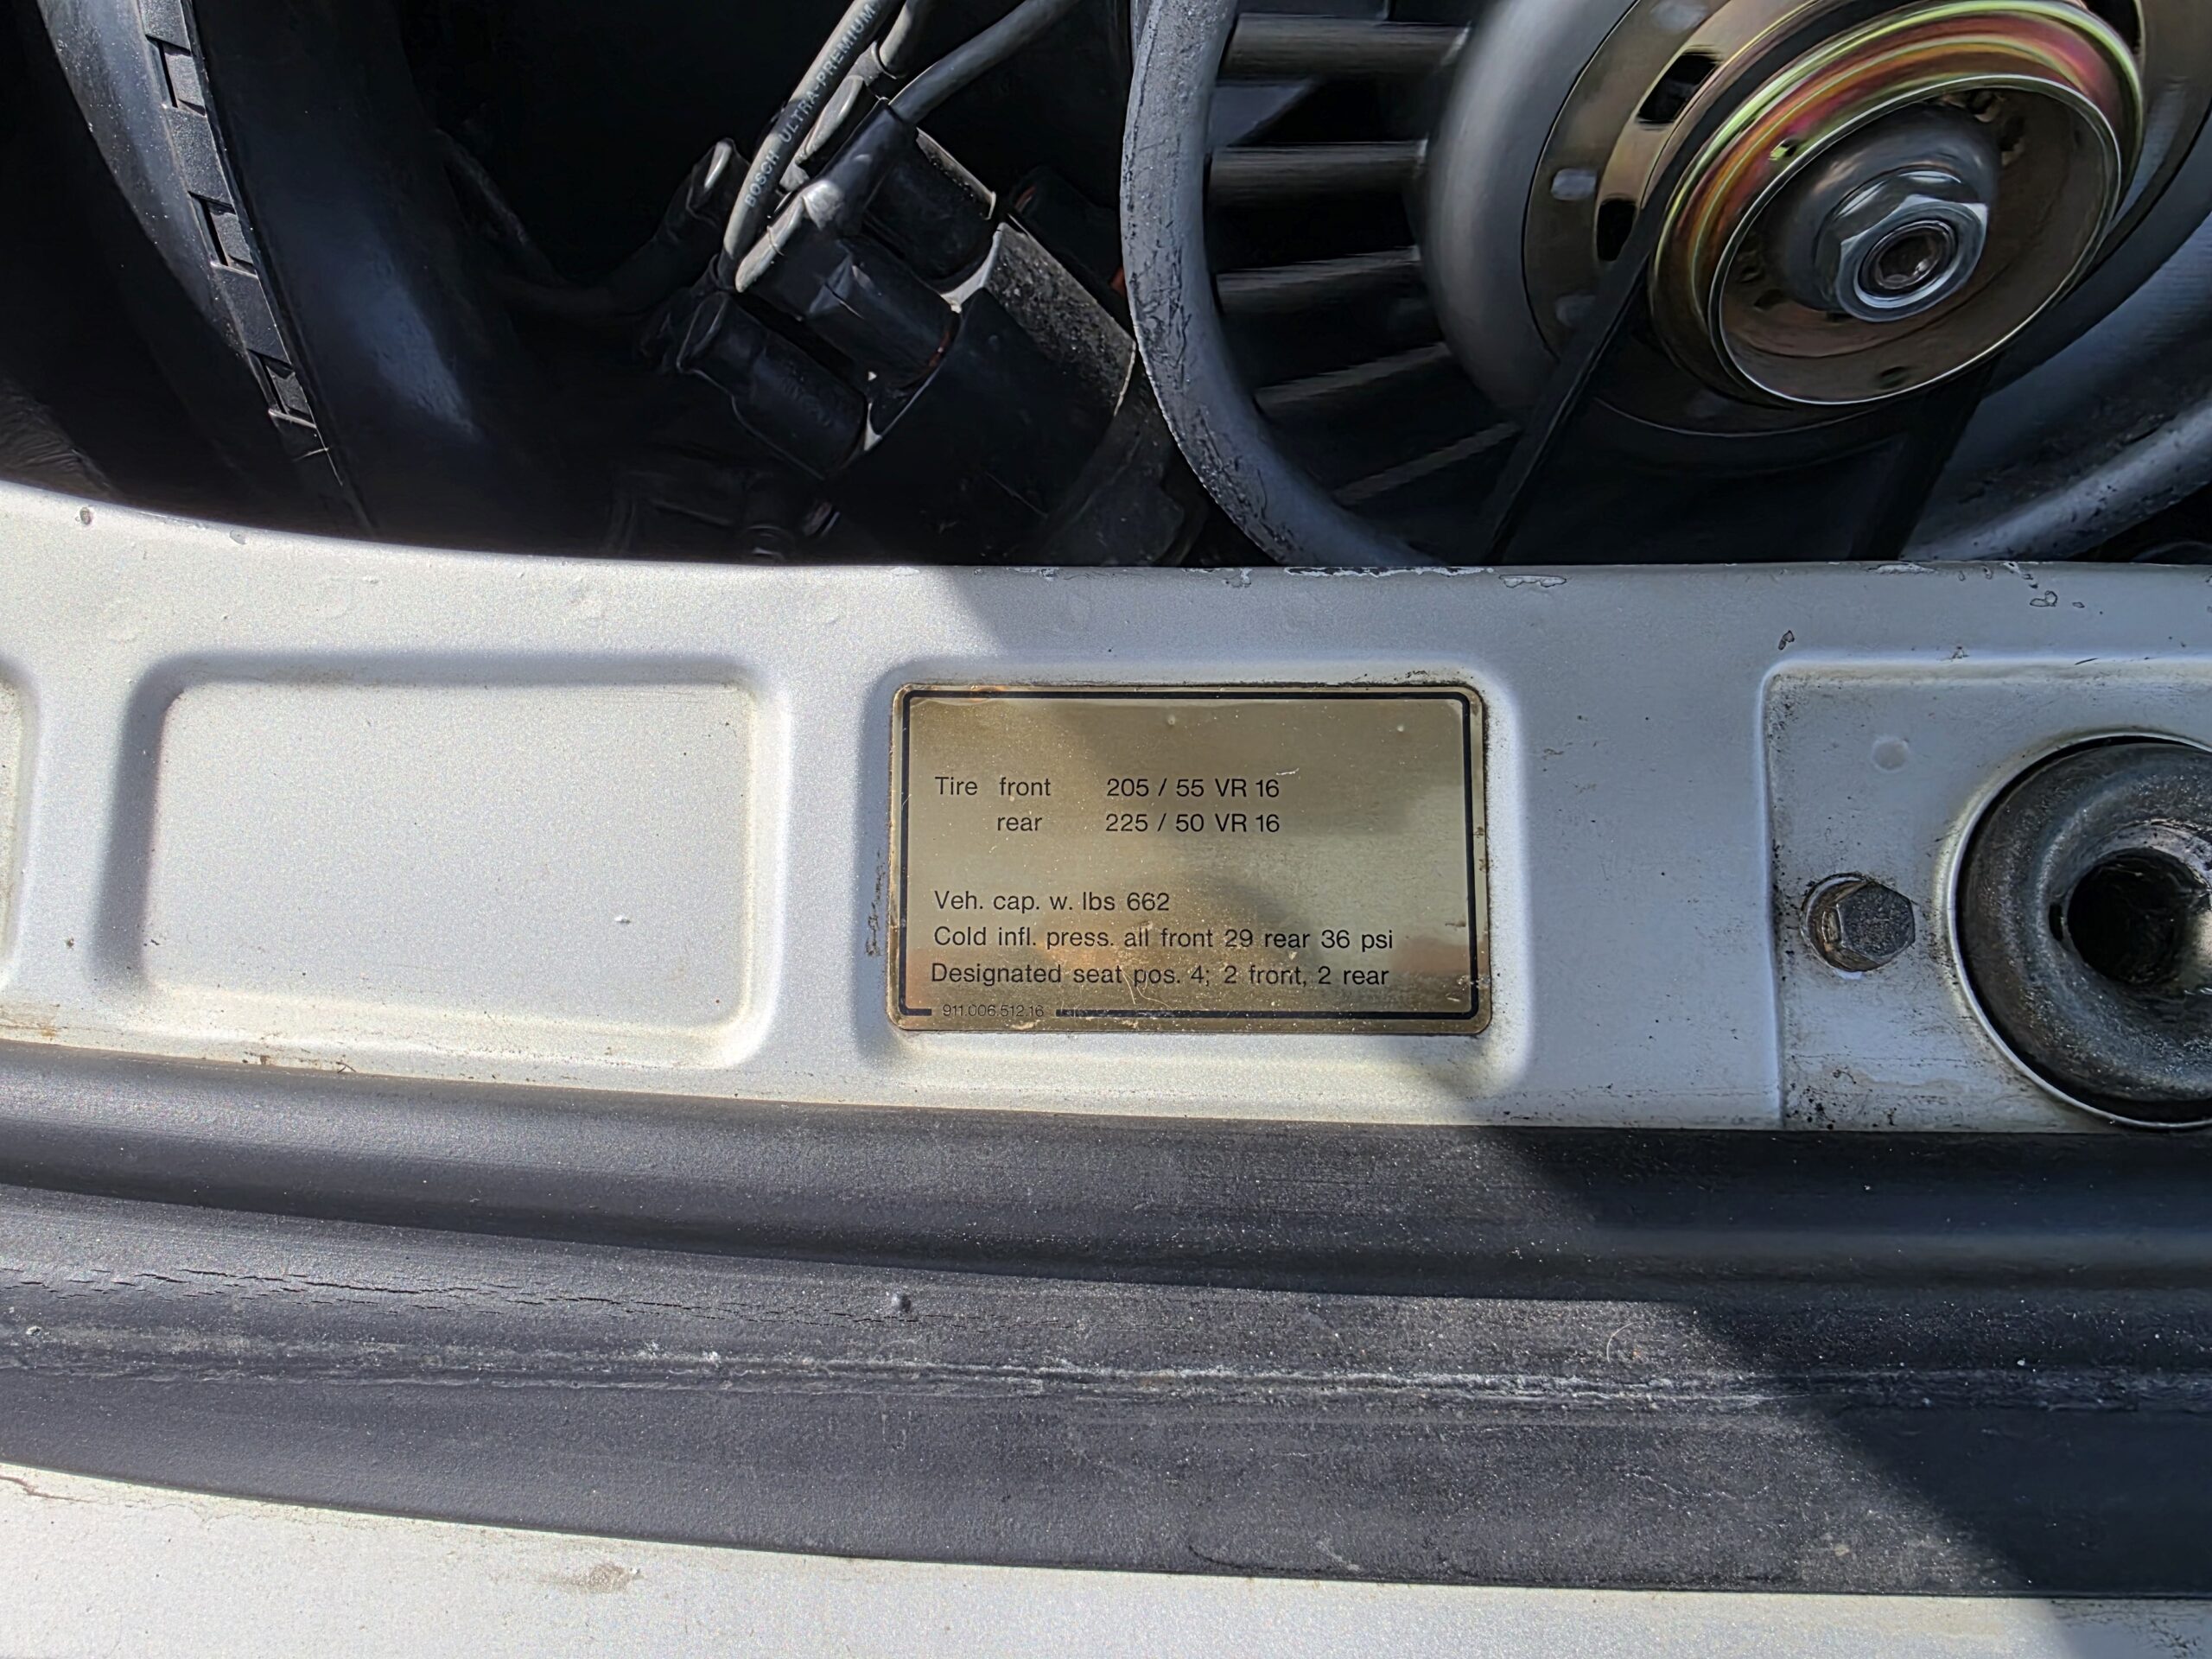 BOSCH ULTRA-PREMIUM
Tire front 205 / 55 VR 16
rear 225 / 50 VR 16
Veh. cap. w. lbs 662
Cold infl. press. all front 29 rear 36 psi
Designated seat pos. 4; 2 front, 2 rear
911.006.512.16